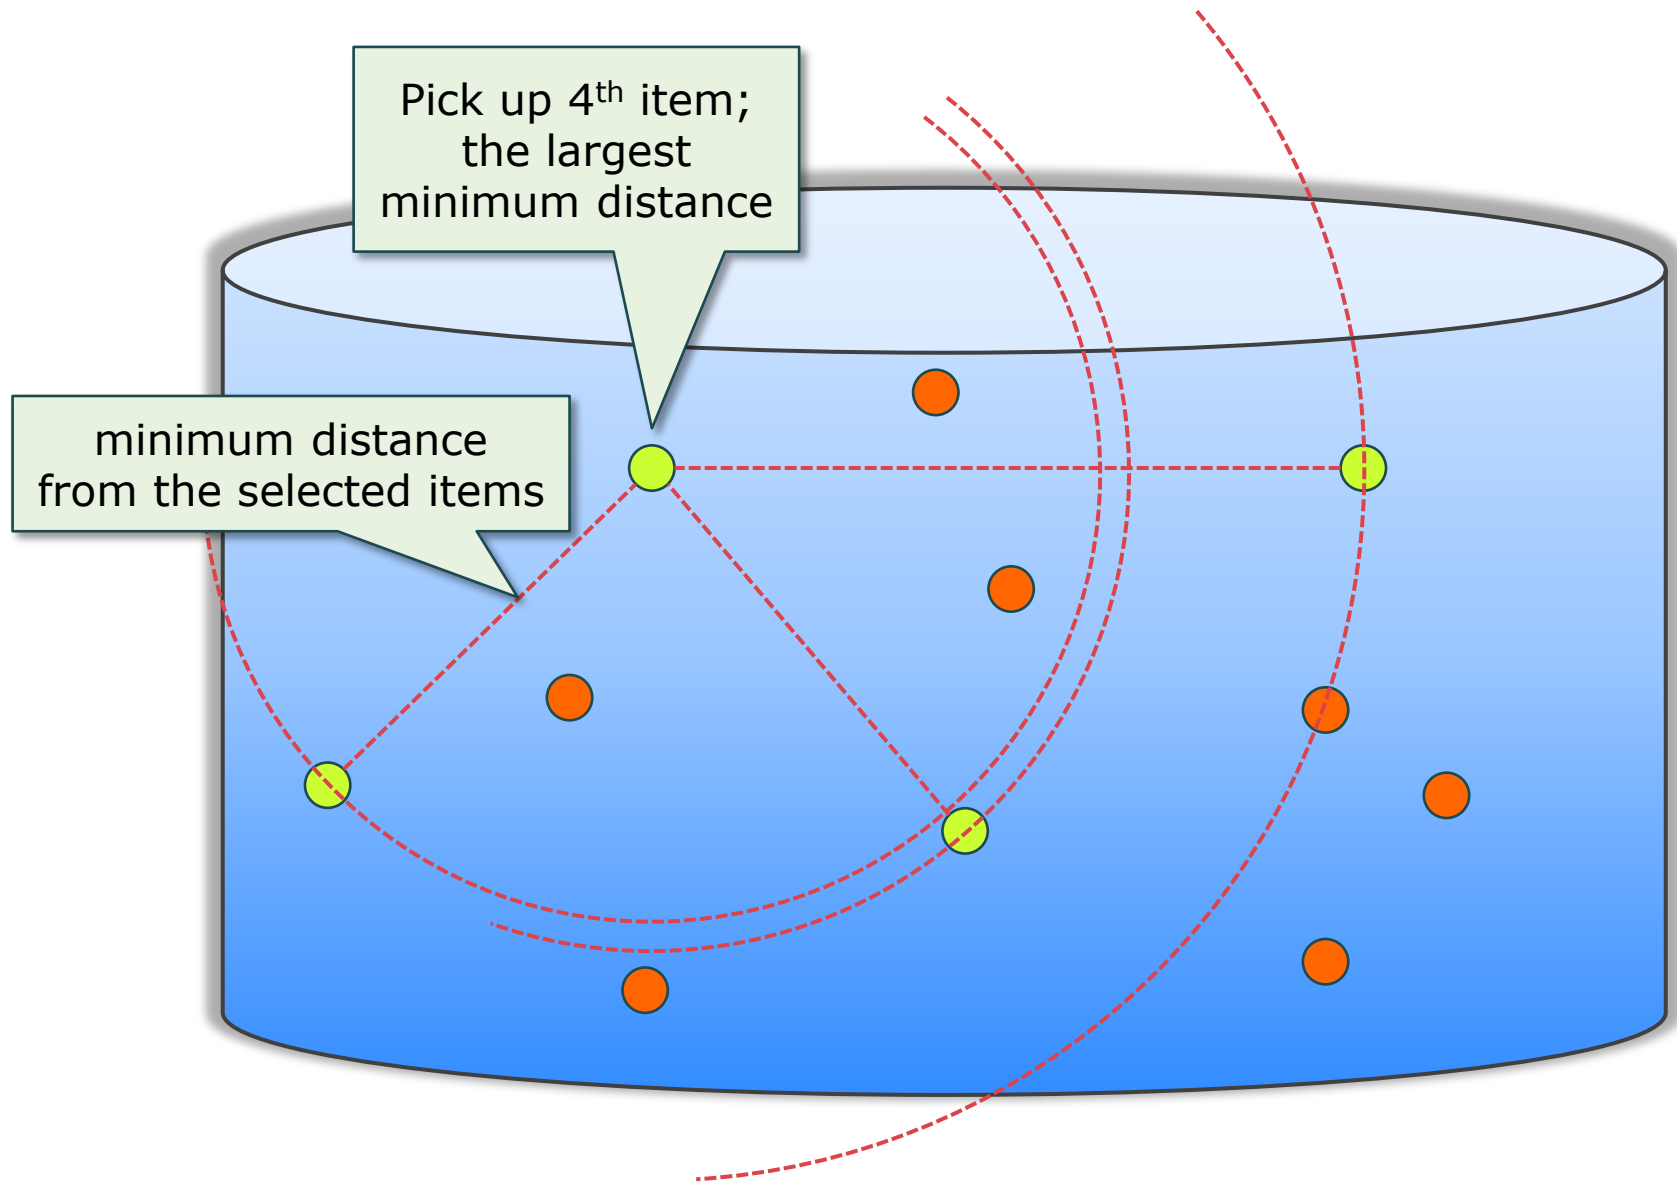 Pick up 4th item;
the largest
minimum distance
minimum distance
from the selected items